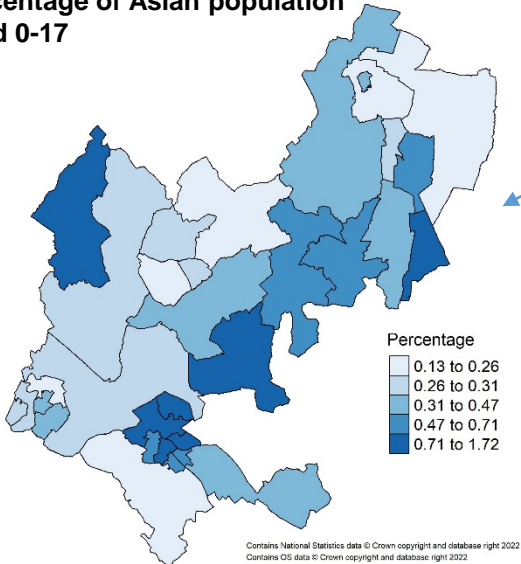 of Asian population
0-17
Percentage
0.13 to 0.26
0.26 to 0.31
0.31 to 0.47
0.47 to 0.71
0.71 to 1.72
Contains National Statistics data © Crown copyright and database right 2022
Contains OS data © Crown copyright and database right 2022